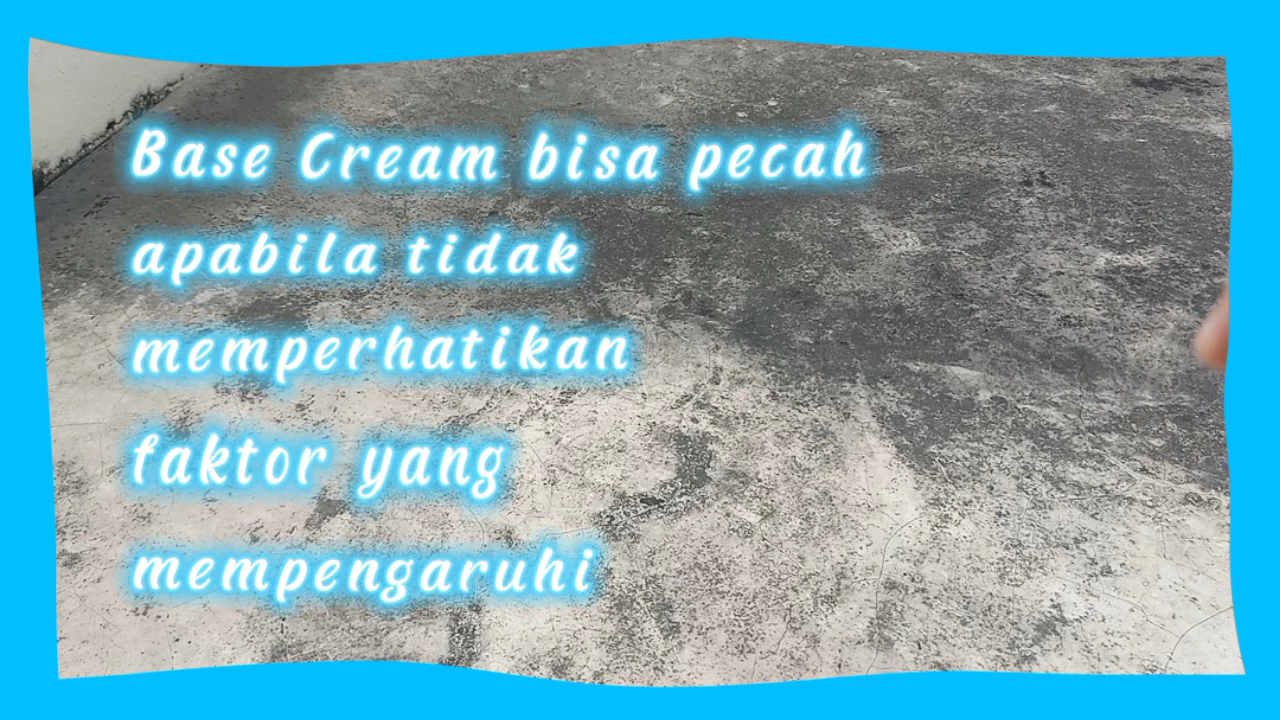 Base Cream bisa pecah
apabila tidak
memperhatikan
faktor yang
mempengaruhi